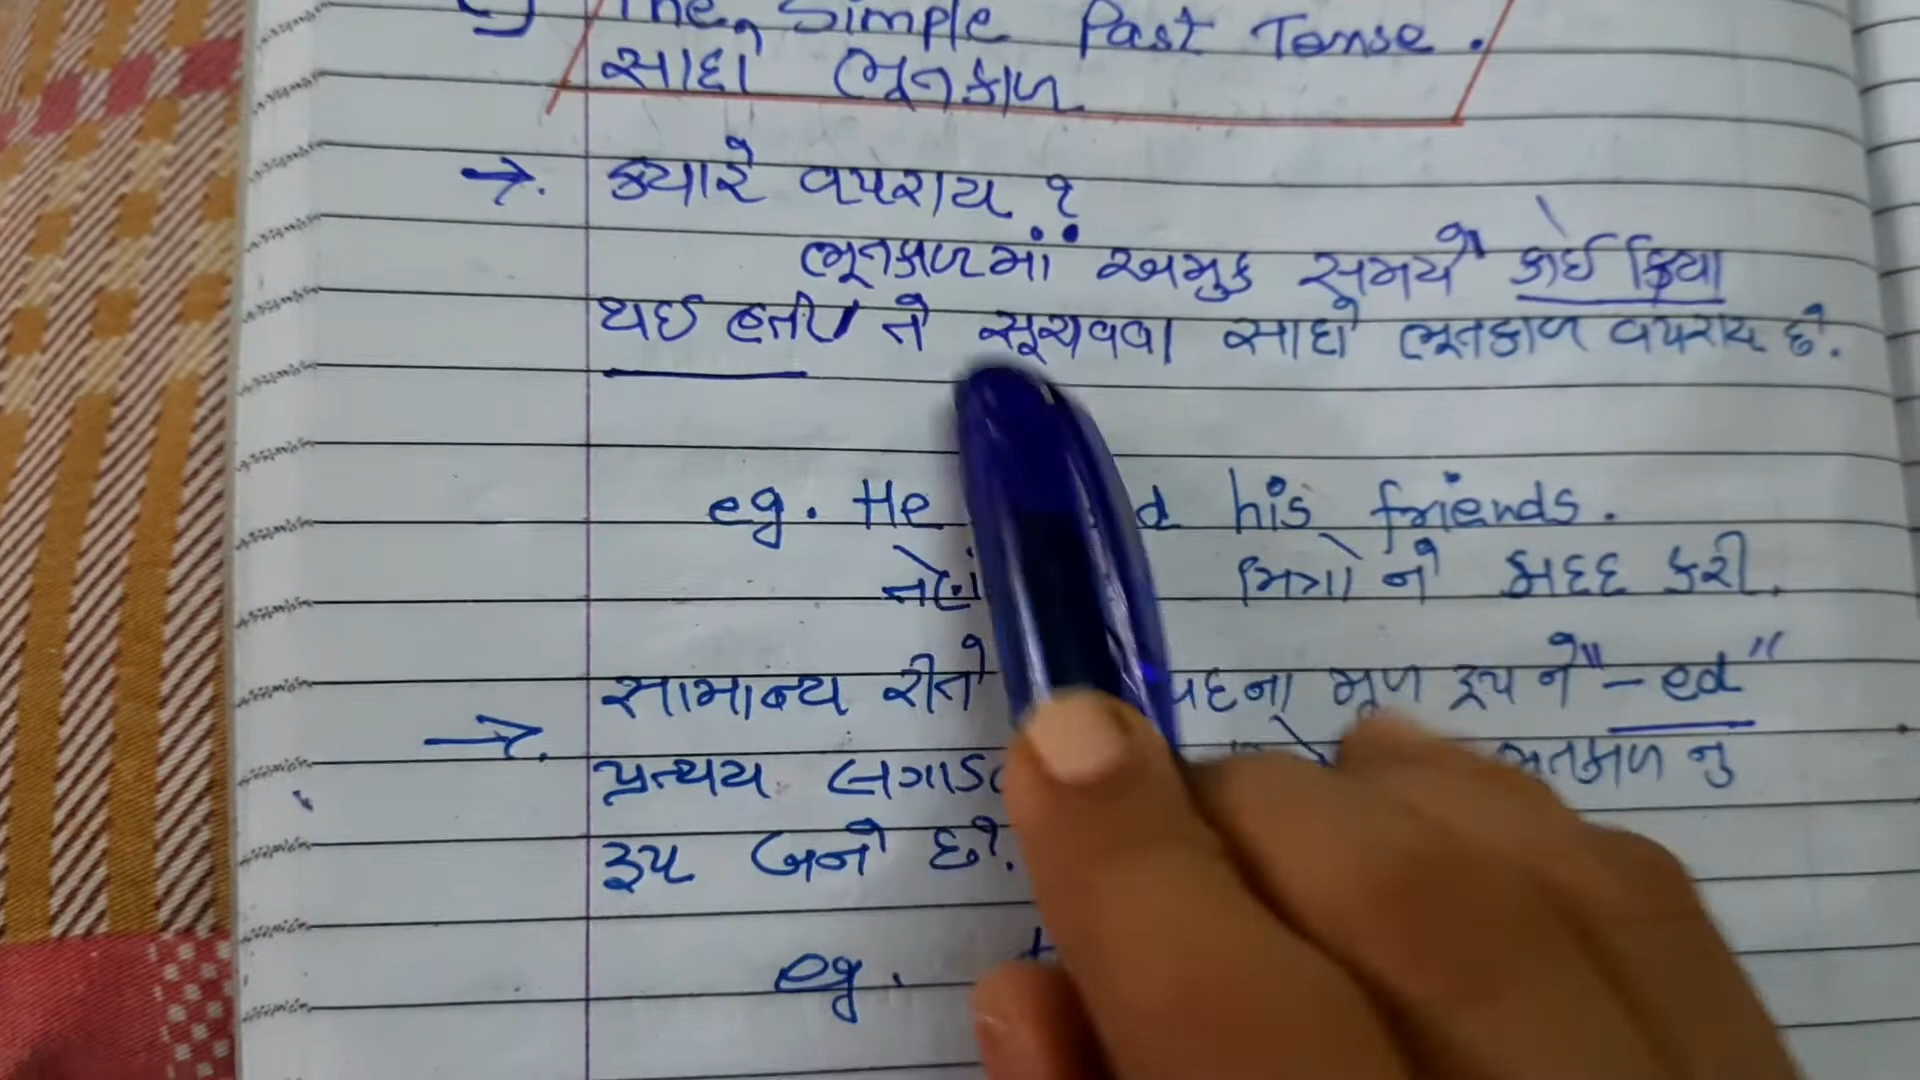 The Simple Past Tense.
સાદો ભૂતકાળ
→. ક્યારે વપરાય ?
ભૂતકાળમાં અમુક સમયે કોઈ ક્રિયા
થઈ હતી તે સૂચવવા સાદો ભૂતકાળ વપરાય છે.
eg. He his friends.
મિત્રો ને મદદ કરી.
સામાન્ય રીતે મૂળ રૂપ ને "-ed"
→. પ્રત્યય ભૂતકાળ નુ
રૂપ બને છે.
eg.